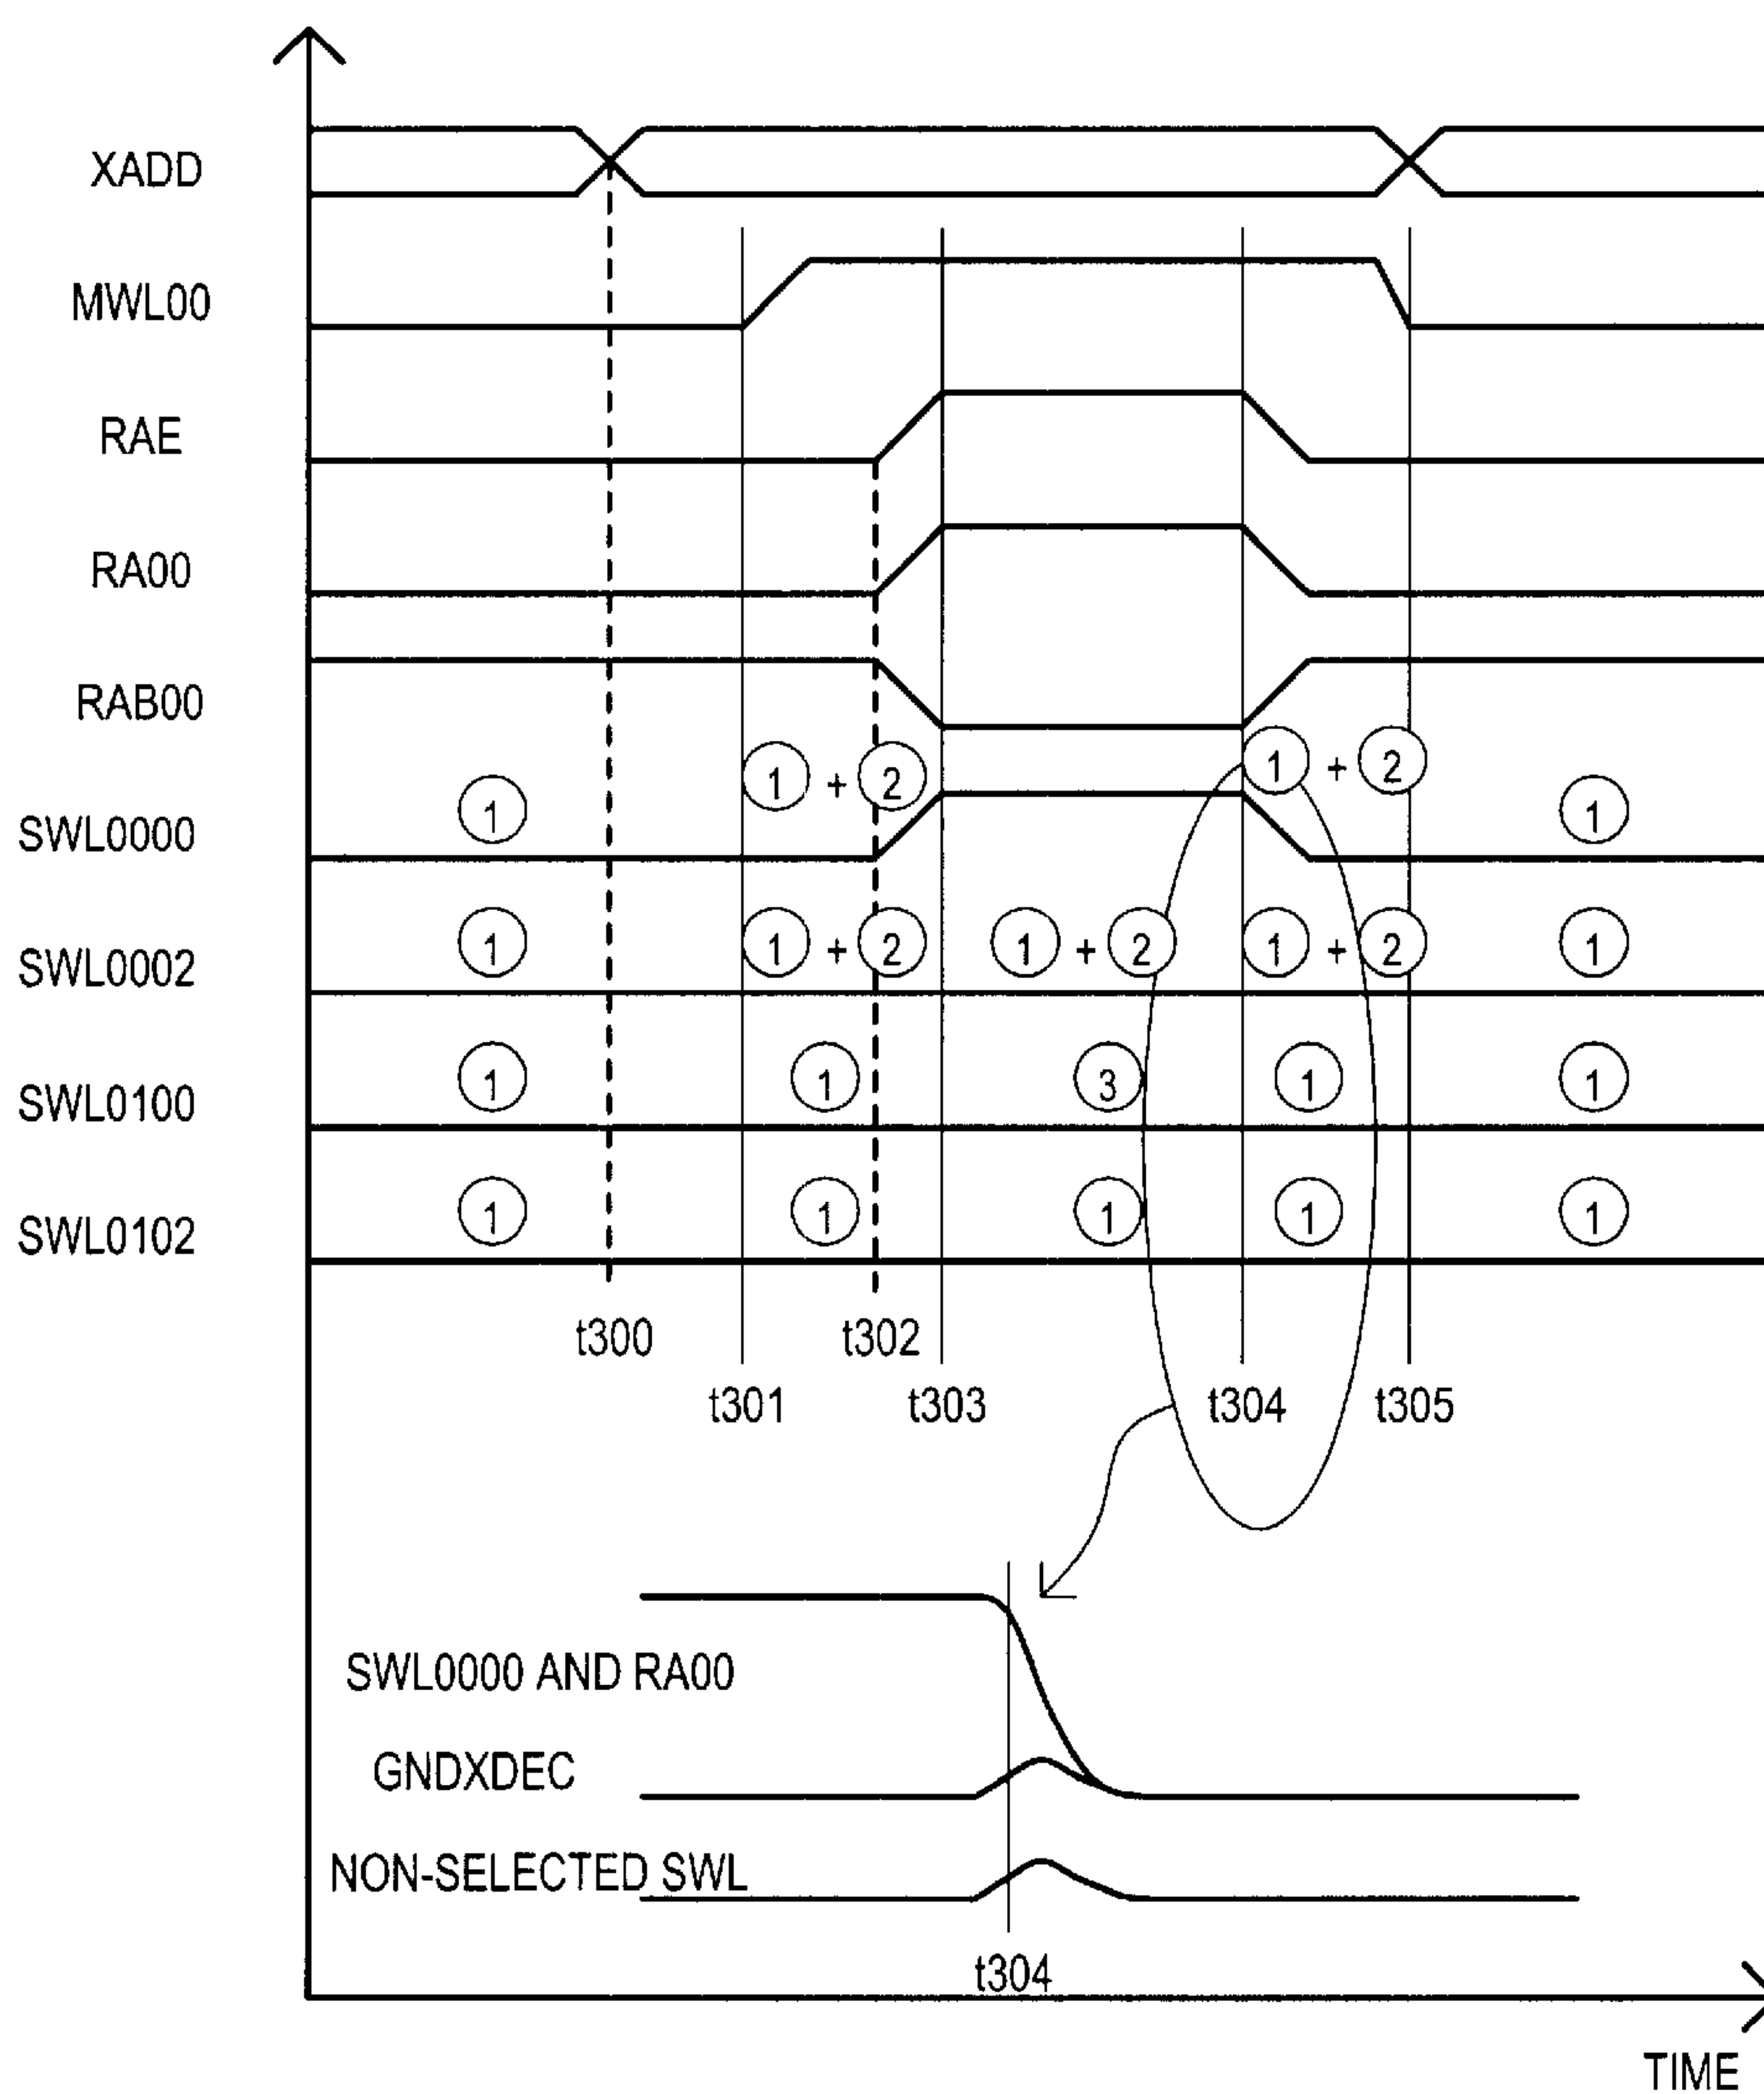 XADD
MWL00
RAE
RA00
RAB00
SWL0000 1 1 + 2 1 + 2 1
SWL0002 1 1 + 2 1 + 2 1 + 2 1
SWL0100 1 1 3 1 1
SWL0102 1 1 1 1 1
t300 t302
t301 t303 t304 t305
SWL0000 AND RA00
GNDXDEC
NON-SELECTED SWL
t304
TIME